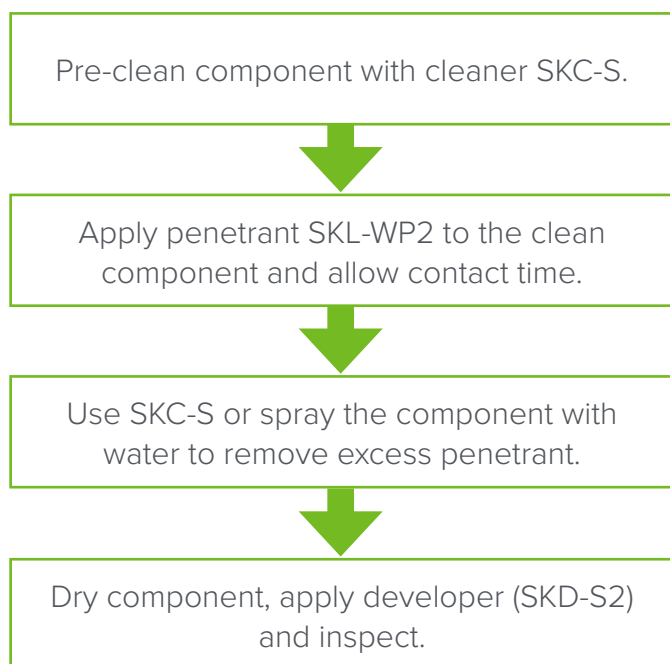 Pre-clean component with cleaner SKC-S.
Apply penetrant SKL-WP2 to the clean
component and allow contact time.
Use SKC-S or spray the component with
water to remove excess penetrant.
Dry component, apply developer (SKD-S2)
and inspect.